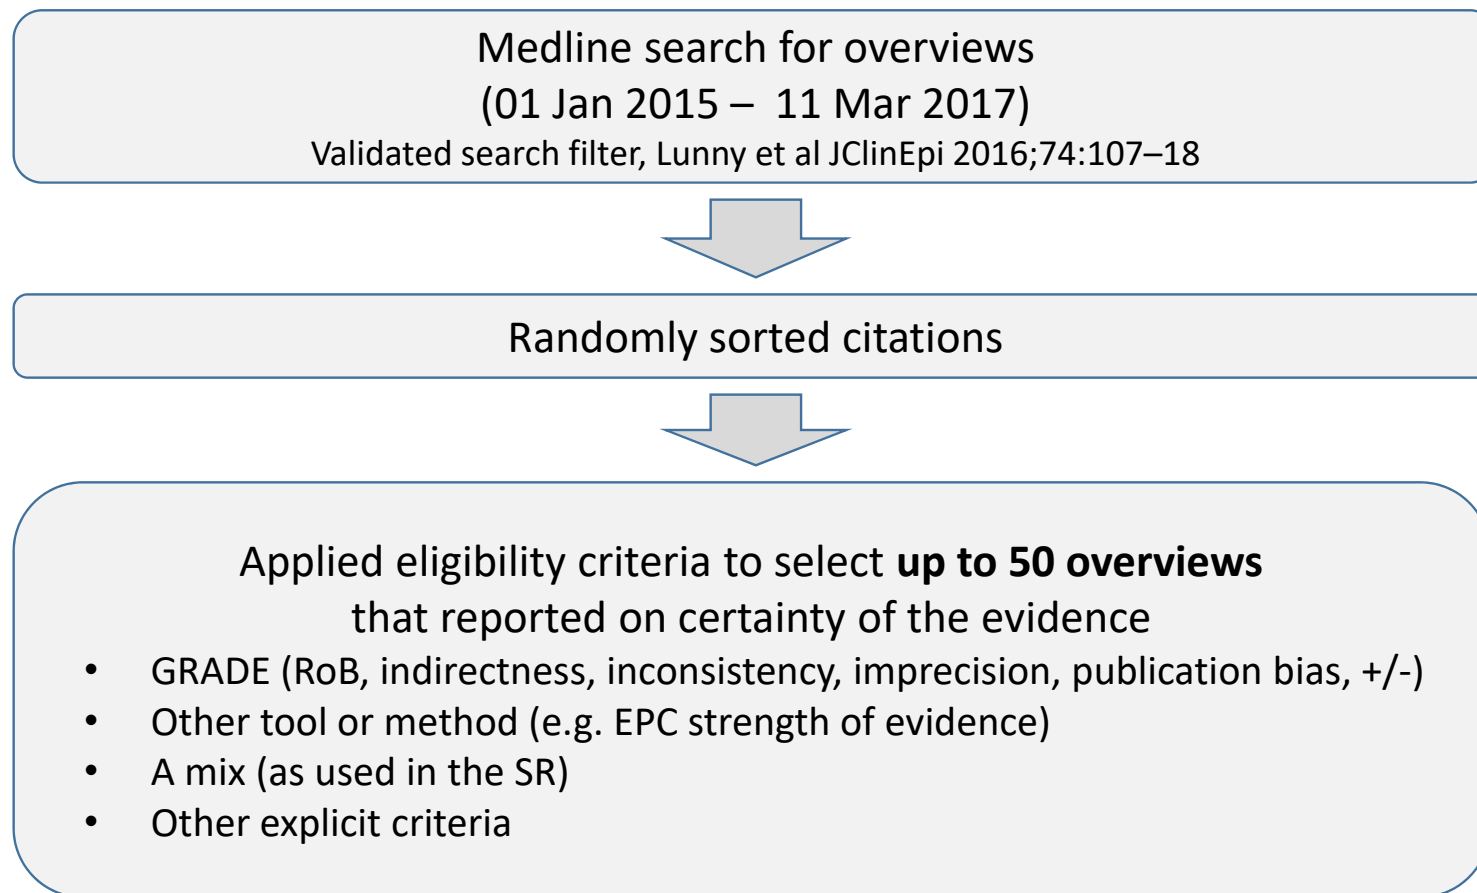 Medline search for overviews
(01 Jan 2015 – 11 Mar 2017)
Validated search filter, Lunny et al JClinEpi 2016;74:107–18
Randomly sorted citations
Applied eligibility criteria to select up to 50 overviews
that reported on certainty of the evidence
• GRADE (RoB, indirectness, inconsistency, imprecision, publication bias, +/-)
• Other tool or method (e.g. EPC strength of evidence)
• A mix (as used in the SR)
• Other explicit criteria